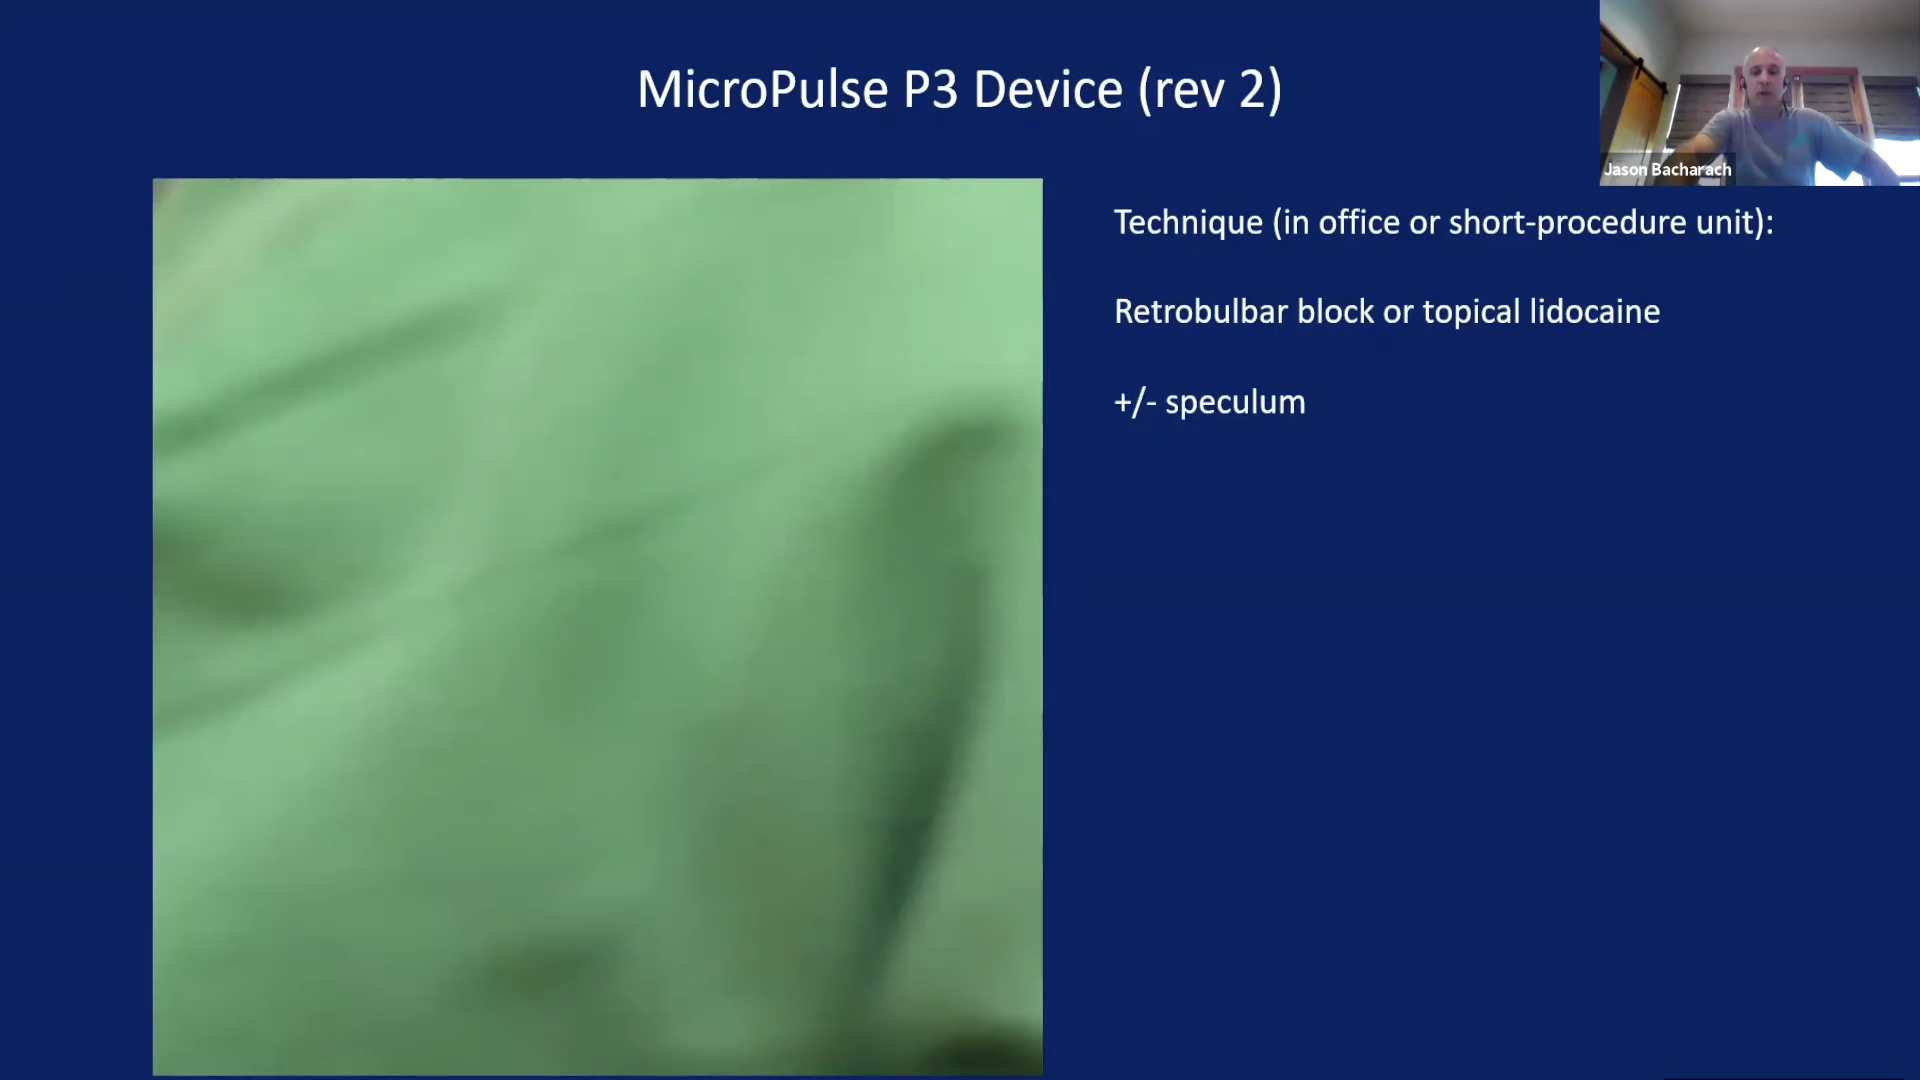 MicroPulse P3 Device (rev 2)
Jason Bacharach
Technique (in office or short-procedure unit):
Retrobulbar block or topical lidocaine
+/- speculum